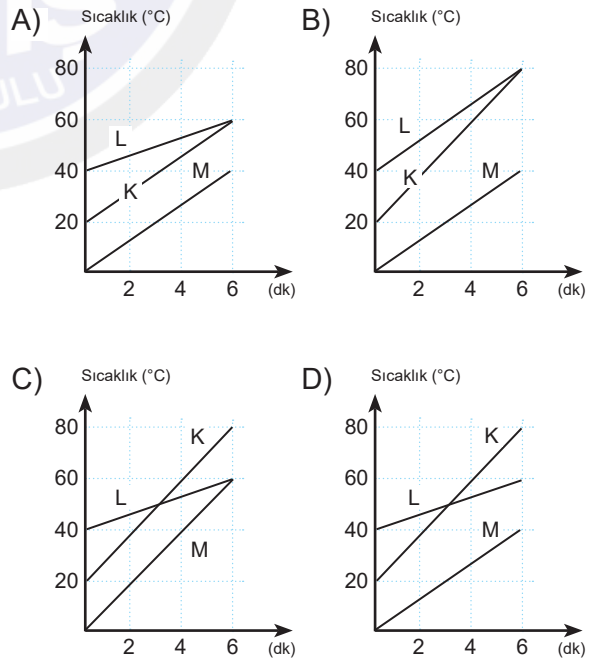 A) Sıcaklık (°C)
80
60
40
20
L
K
M
2 4 6 (dk)
B) Sıcaklık (°C)
80
60
40
20
L
K
M
2 4 6 (dk)
C) Sıcaklık (°C)
80
60
40
20
K
L
M
2 4 6 (dk)
D) Sıcaklık (°C)
80
60
40
20
K
L
M
2 4 6 (dk)